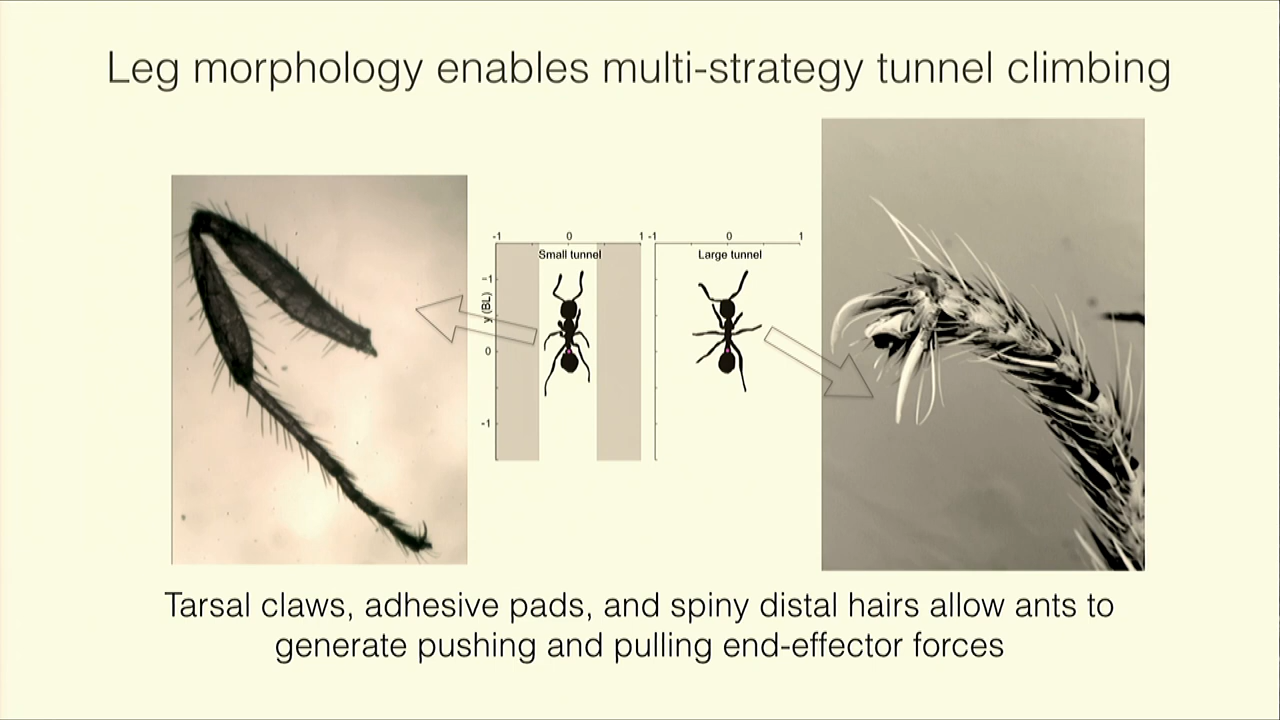 Leg morphology enables multi-strategy tunnel climbing
-1 0 1 -1 0 1
Small tunnel Large tunnel
1
y (BL)
0
-1
Tarsal claws, adhesive pads, and spiny distal hairs allow ants to
generate pushing and pulling end-effector forces